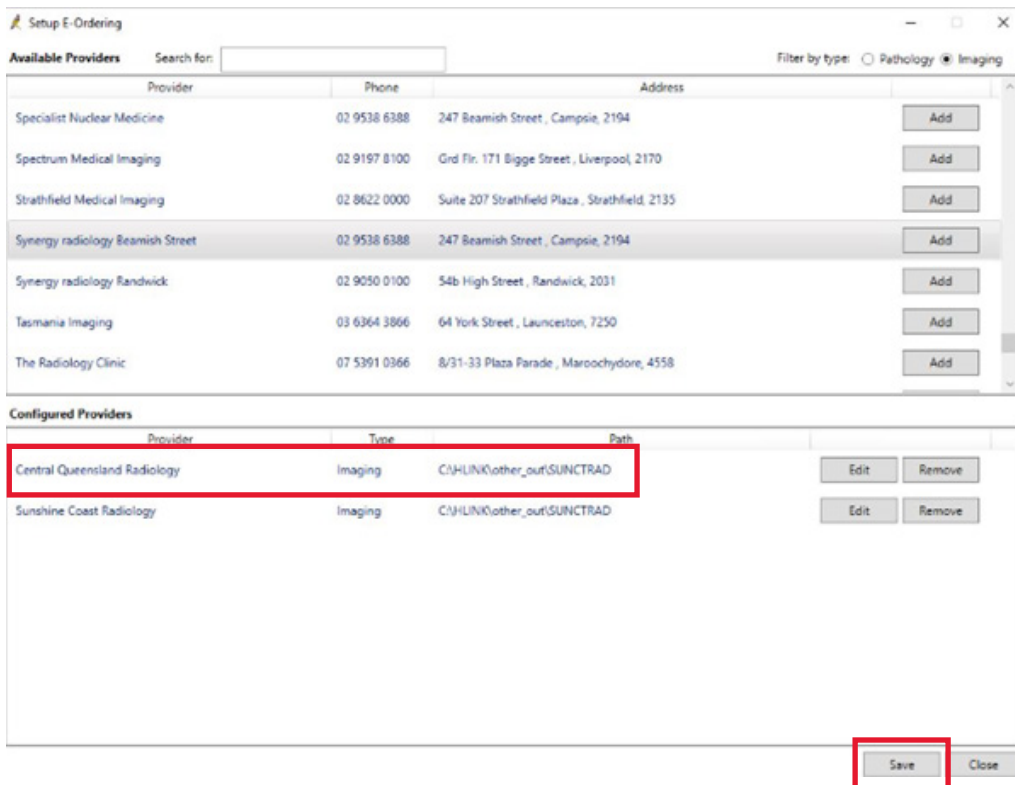 Setup E-Ordering
Available Providers Search for: Filter by type: Pathology Imaging
Provider Phone Address
Specialist Nuclear Medicine 02 9538 6388 247 Beamish Street , Campsie, 2194 Add
Spectrum Medical Imaging 02 9197 8100 Grd Flr. 171 Bigge Street , Liverpool, 2170 Add
Strathfield Medical Imaging 02 8622 0000 Suite 207 Strathfield Plaza , Strathfield, 2135 Add
Synergy radiology Beamish Street 02 9538 6388 247 Beamish Street , Campsie, 2194 Add
Synergy radiology Randwick 02 9050 0100 54b High Street , Randwick, 2031 Add
Tasmania Imaging 03 6364 3866 64 York Street , Launceston, 7250 Add
The Radiology Clinic 07 5391 0366 8/31-33 Plaza Parade , Maroochydore, 4558 Add
Configured Providers
Provider Type Path
Central Queensland Radiology Imaging C:\HLINK\other_out\SUNCTRAD Edit Remove
Sunshine Coast Radiology Imaging C:\HLINK\other_out\SUNCTRAD Edit Remove
Save Close